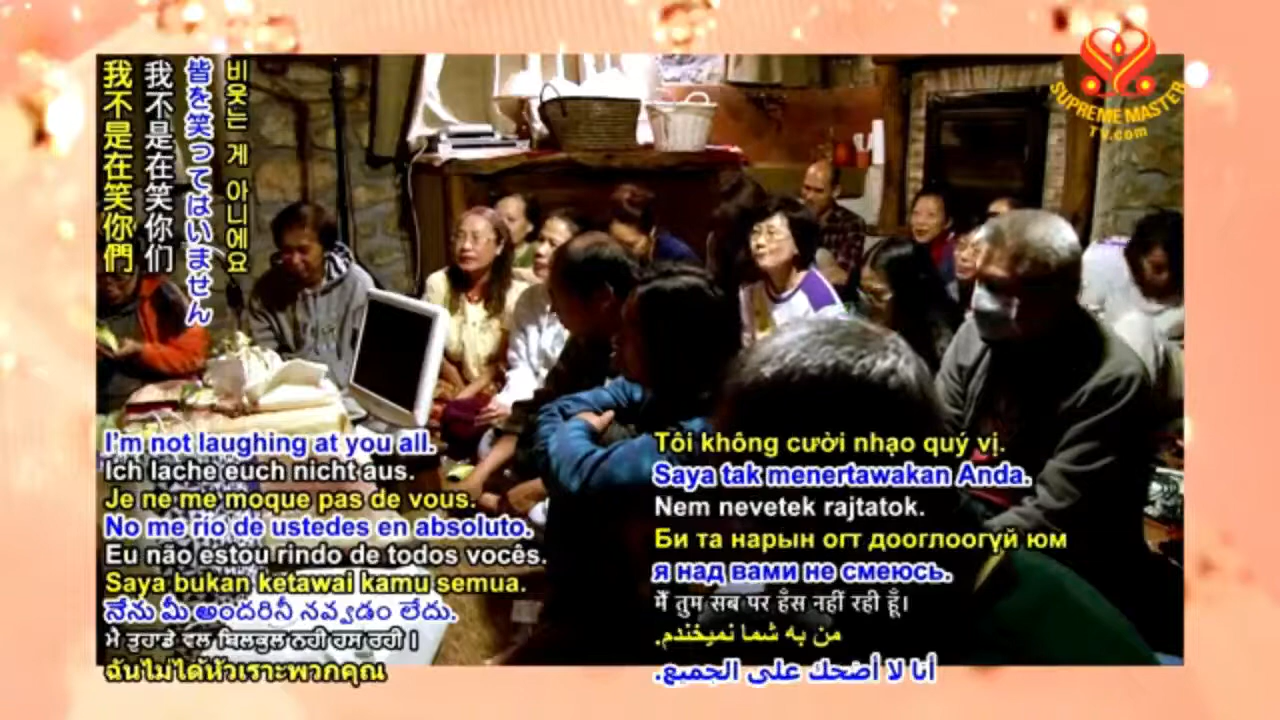 我不是在笑你們
我不是在笑你们
皆を笑ってはいません
비웃는 게 아니에요
SUPREME MASTER
TV.com
I'm not laughing at you all.
Ich lache euch nicht aus.
Je ne me moque pas de vous.
No me río de ustedes en absoluto.
Eu não estou rindo de todos vocês.
Saya bukan ketawai kamu semua.
నేను మీ అందరినీ నవ్వడం లేదు.
ਮੈਂ ਤੁਹਾਡੇ ਵਲ ਬਿਲਕੁਲ ਨਹੀ ਹਸ ਰਹੀ।
ฉันไม่ได้หัวเราะพวกคุณ
Tôi không cười nhạo quý vị.
Saya tak menertawakan Anda.
Nem nevetek rajtatok.
Би та нарын огт дооглоогүй юм
я над вами не смеюсь.
मैं तुम सब पर हँस नहीं रही हूँ।
من به شما نمیخندم.
أنا لا أضحك على الجميع.